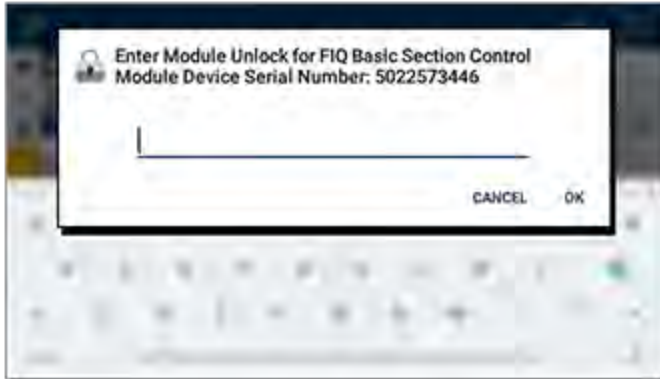 Enter Module Unlock for FIQ Basic Section Control
Module Device Serial Number: 5022573446
CANCEL OK